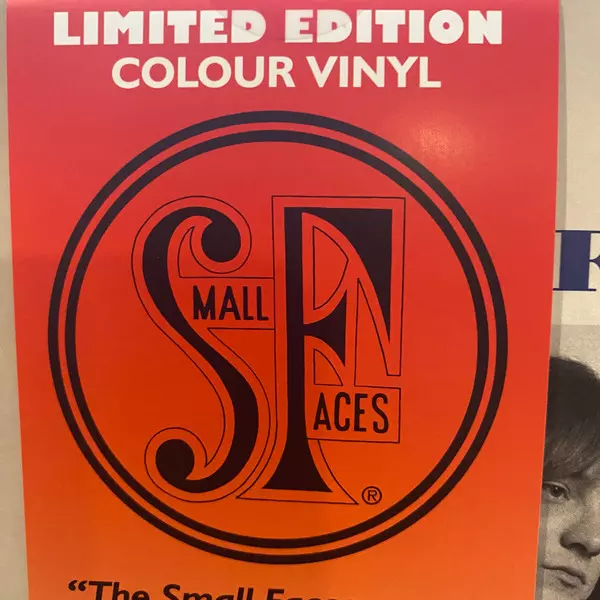 LIMITED EDITION
COLOUR VINYL
SMALL
FACES
®
F
"The Small Faces